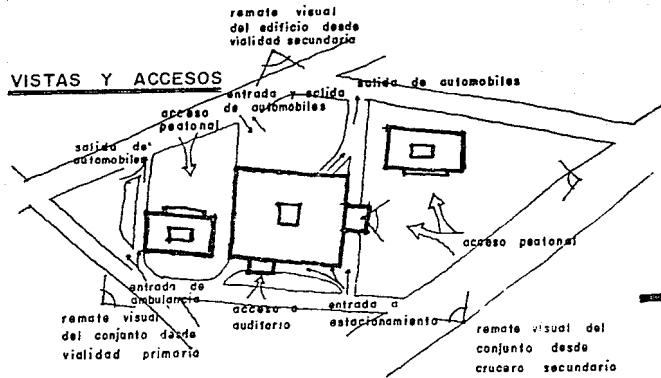 remate visual
del edificio desde
vialidad secundaria
VISTAS Y ACCESOS
entrada y salida
de automobiles
salida de automobiles
acceso
peatonal
salida de
automobiles
acceso peatonal
entrada de
ambulancia
acceso a
auditorio
entrada a
estacionamiento
remate visual
del conjunto desde
vialidad primaria
remate visual del
conjunto desde
crucero secundario